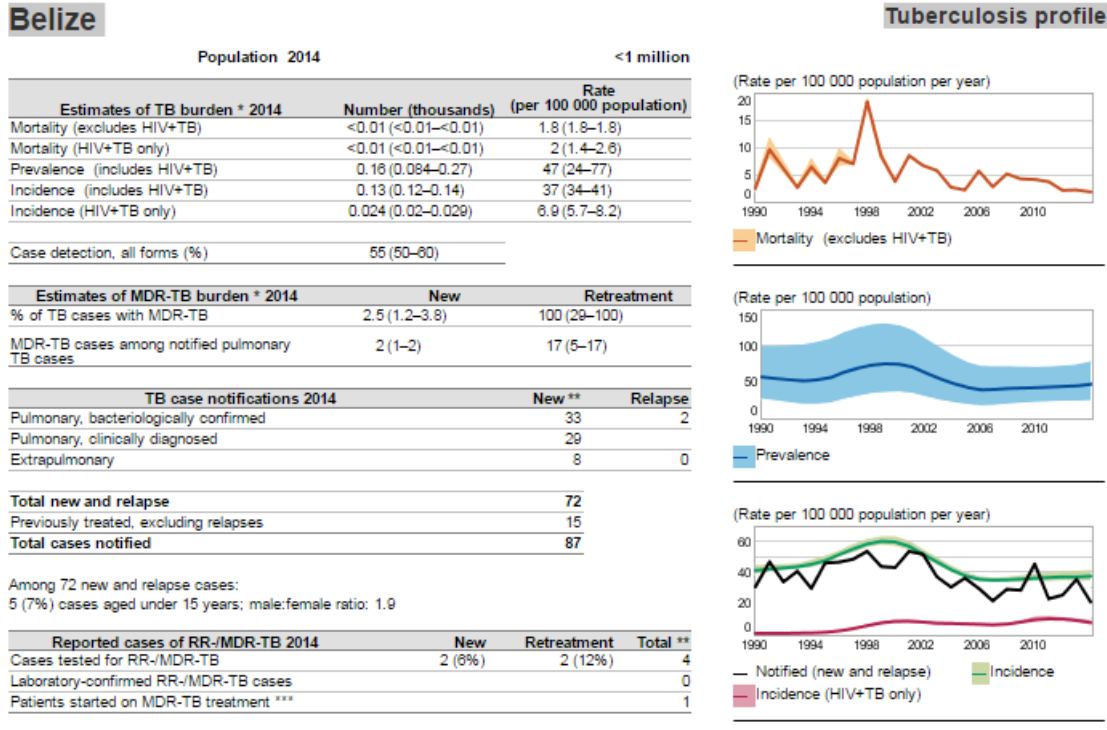 Belize
Tuberculosis profile
Population 2014 <1 million
Estimates of TB burden * 2014 Number (thousands) Rate (per 100 000 population)
Mortality (excludes HIV+TB) <0.01 (<0.01–<0.01) 1.8 (1.8–1.8)
Mortality (HIV+TB only) <0.01 (<0.01–<0.01) 2 (1.4–2.6)
Prevalence (includes HIV+TB) 0.16 (0.084–0.27) 47 (24–77)
Incidence (includes HIV+TB) 0.13 (0.12–0.14) 37 (34–41)
Incidence (HIV+TB only) 0.024 (0.02–0.029) 6.9 (5.7–8.2)
Case detection, all forms (%) 55 (50–60)
Estimates of MDR-TB burden * 2014 New Retreatment
% of TB cases with MDR-TB 2.5 (1.2–3.8) 100 (29–100)
MDR-TB cases among notified pulmonary
TB cases 2 (1–2) 17 (5–17)
TB case notifications 2014 New ** Relapse
Pulmonary, bacteriologically confirmed 33 2
Pulmonary, clinically diagnosed 29
Extrapulmonary 8 0
Total new and relapse 72
Previously treated, excluding relapses 15
Total cases notified 87
Among 72 new and relapse cases:
5 (7%) cases aged under 15 years; male:female ratio: 1.9
Reported cases of RR-/MDR-TB 2014 New Retreatment Total **
Cases tested for RR-/MDR-TB 2 (6%) 2 (12%) 4
Laboratory-confirmed RR-/MDR-TB cases 0
Patients started on MDR-TB treatment *** 1
(Rate per 100 000 population per year)
20
15
10
5
0
1990 1994 1998 2002 2006 2010
Mortality (excludes HIV+TB)
(Rate per 100 000 population)
150
100
50
0
1990 1994 1998 2002 2006 2010
Prevalence
(Rate per 100 000 population per year)
60
40
20
0
1990 1994 1998 2002 2006 2010
Notified (new and relapse) Incidence
Incidence (HIV+TB only)